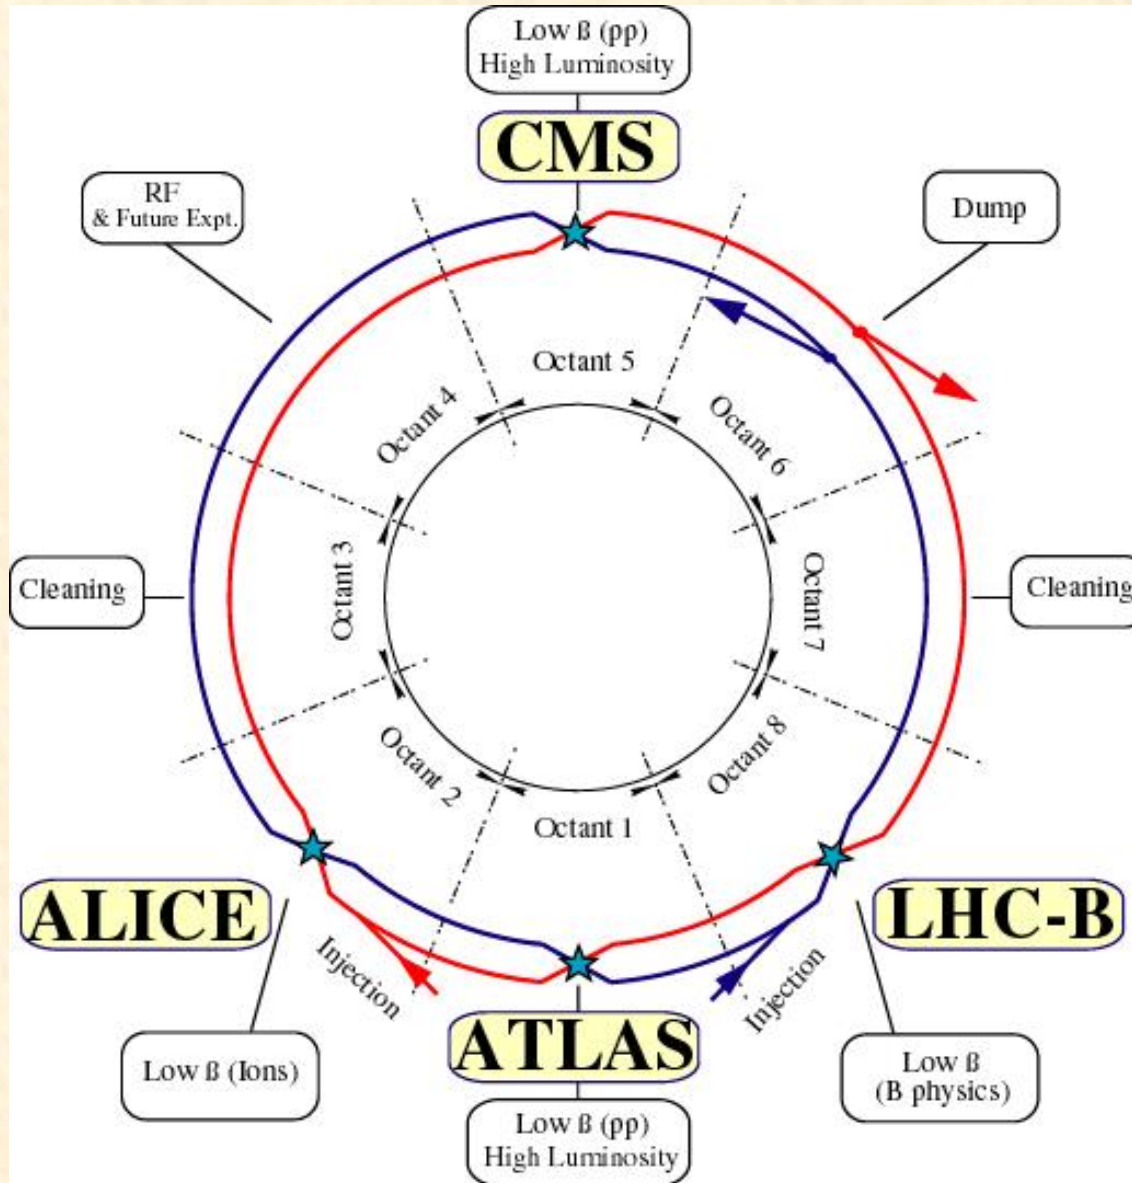 Low ß (pp)
High Luminosity
CMS
RF
& Future Expt.
Dump
Octant 5
Octant 4
Octant 6
Cleaning
Octant 3
Octant 7
Cleaning
Octant 2
Octant 8
Octant 1
ALICE
LHC-B
Injection
Injection
ATLAS
Low ß (Ions)
Low ß
(B physics)
Low ß (pp)
High Luminosity